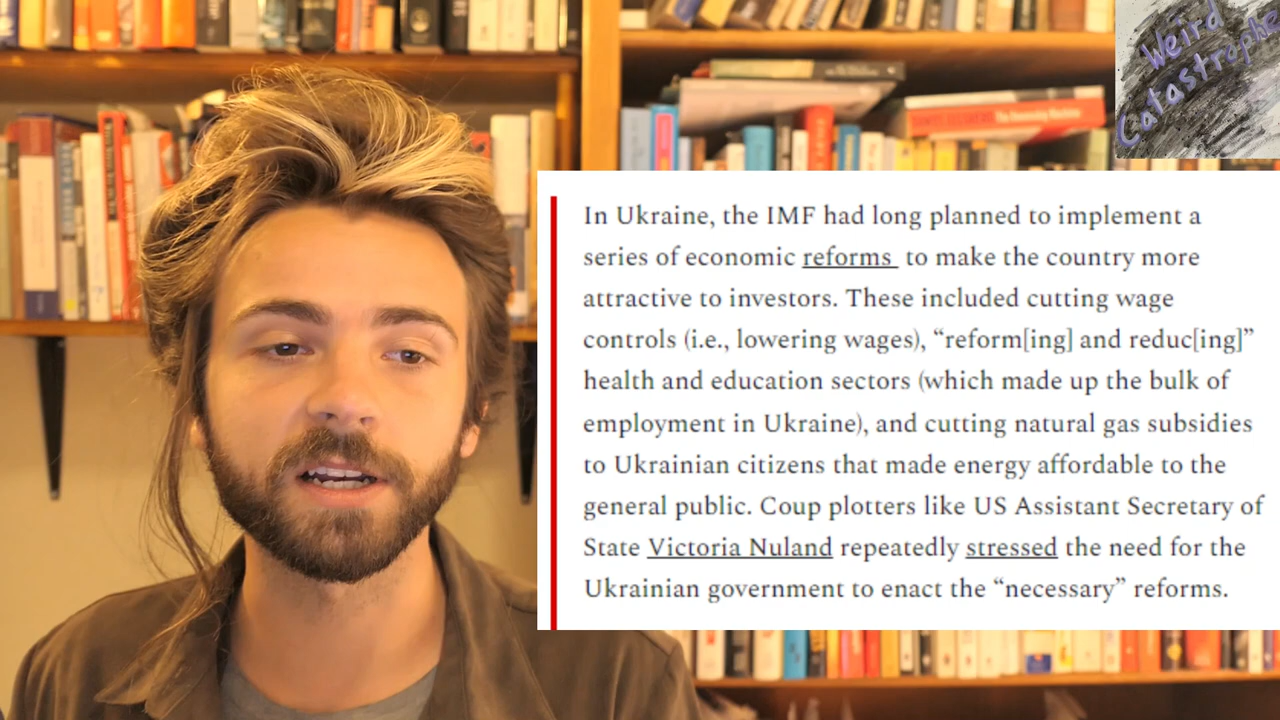 Weird
Catastrophe
In Ukraine, the IMF had long planned to implement a
series of economic reforms to make the country more
attractive to investors. These included cutting wage
controls (i.e., lowering wages), “reform[ing] and reduc[ing]”
health and education sectors (which made up the bulk of
employment in Ukraine), and cutting natural gas subsidies
to Ukrainian citizens that made energy affordable to the
general public. Coup plotters like US Assistant Secretary of
State Victoria Nuland repeatedly stressed the need for the
Ukrainian government to enact the “necessary” reforms.